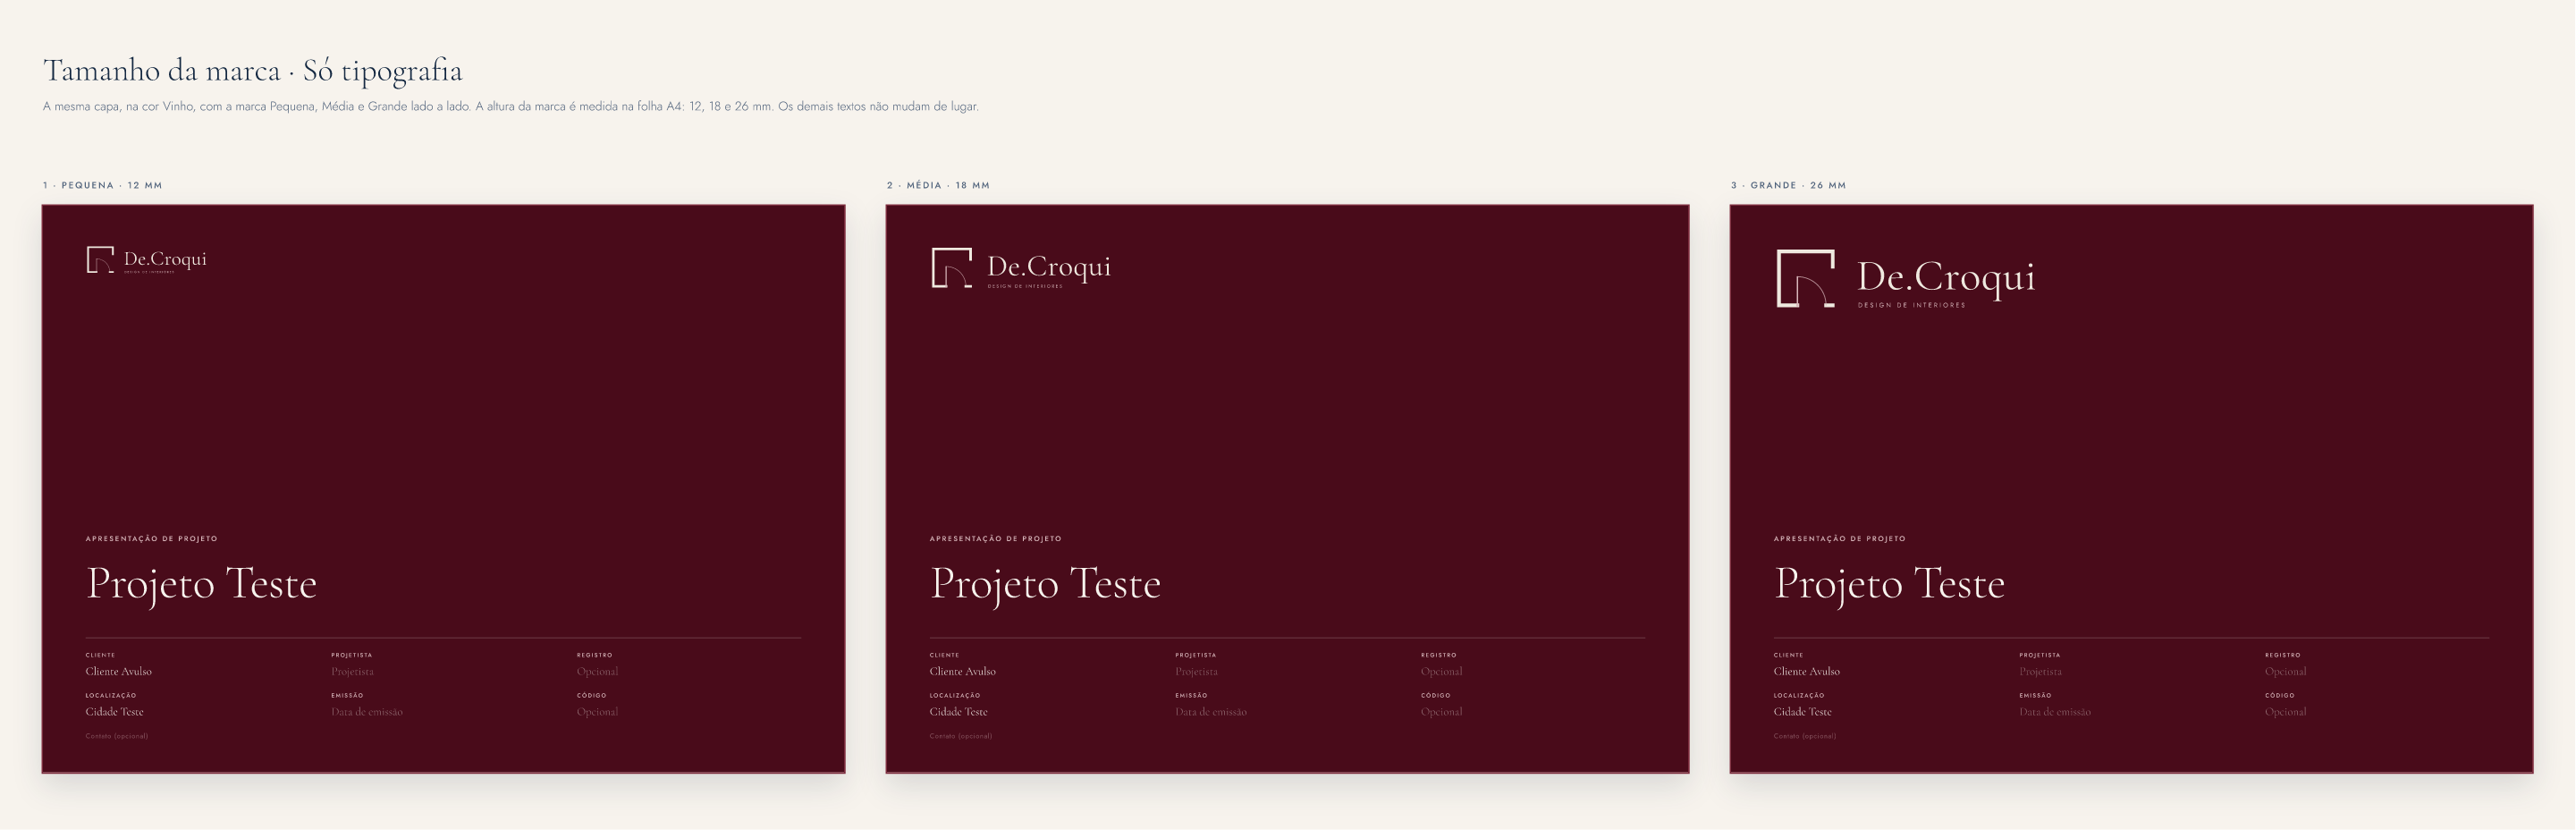 Tamanho da marca · Só tipografia
A mesma capa, na cor Vinho, com a marca Pequena, Média e Grande lado a lado. A altura da marca é medida na folha A4: 12, 18 e 26 mm. Os demais textos não mudam de lugar.
1 · PEQUENA · 12 MM
De.Croqui
DESIGN DE INTERIORES
APRESENTAÇÃO DE PROJETO
Projeto Teste
CLIENTE PROJETISTA REGISTRO
Cliente Avulso Projetista Opcional
LOCALIZAÇÃO EMISSÃO CÓDIGO
Cidade Teste Data de emissão Opcional
Contato (opcional)
2 · MÉDIA · 18 MM
De.Croqui
DESIGN DE INTERIORES
APRESENTAÇÃO DE PROJETO
Projeto Teste
CLIENTE PROJETISTA REGISTRO
Cliente Avulso Projetista Opcional
LOCALIZAÇÃO EMISSÃO CÓDIGO
Cidade Teste Data de emissão Opcional
Contato (opcional)
3 · GRANDE · 26 MM
De.Croqui
DESIGN DE INTERIORES
APRESENTAÇÃO DE PROJETO
Projeto Teste
CLIENTE PROJETISTA REGISTRO
Cliente Avulso Projetista Opcional
LOCALIZAÇÃO EMISSÃO CÓDIGO
Cidade Teste Data de emissão Opcional
Contato (opcional)